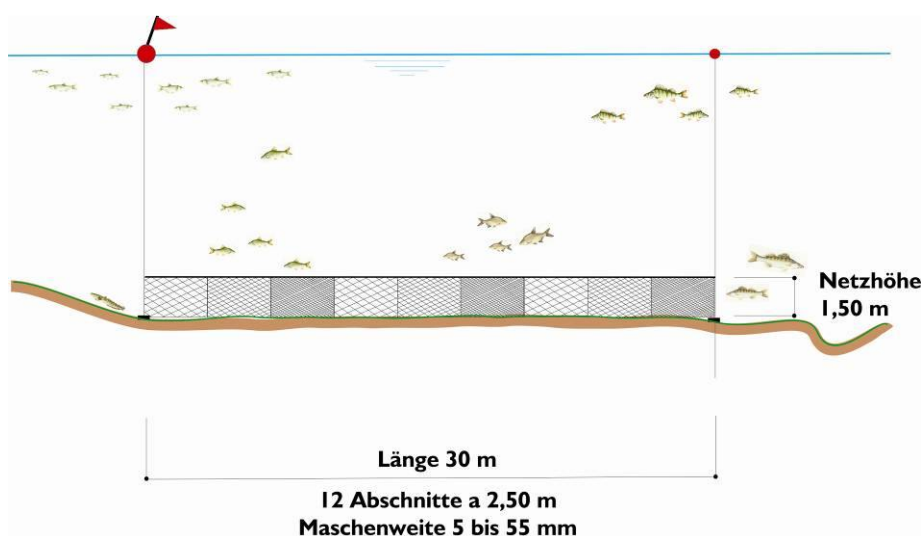 Netzhöhe
1,50 m
Länge 30 m
12 Abschnitte a 2,50 m
Maschenweite 5 bis 55 mm